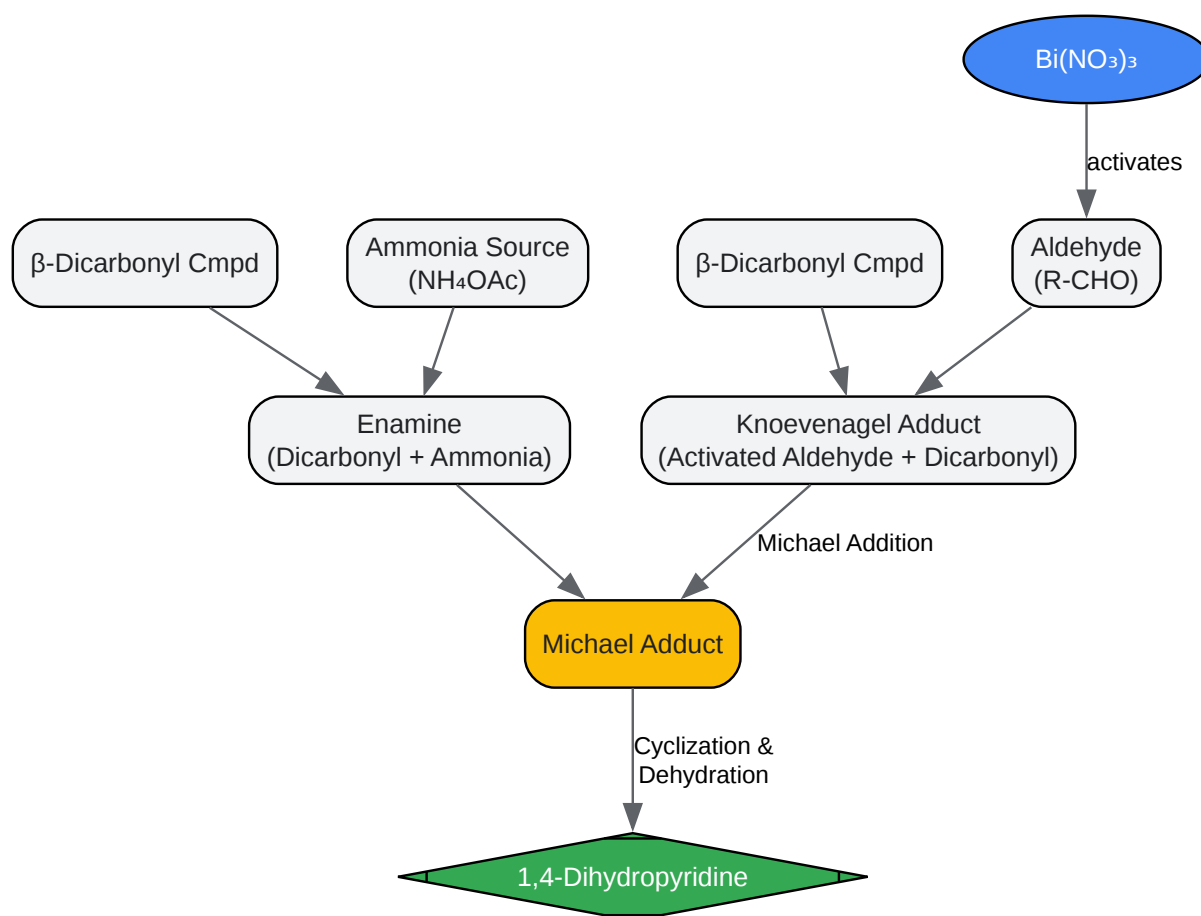 Bi(NO₃)₃
activates
β-Dicarbonyl Cmpd
Ammonia Source
(NH₄OAc)
β-Dicarbonyl Cmpd
Aldehyde
(R-CHO)
Enamine
(Dicarbonyl + Ammonia)
Knoevenagel Adduct
(Activated Aldehyde + Dicarbonyl)
Michael Addition
Michael Adduct
Cyclization &
Dehydration
1,4-Dihydropyridine